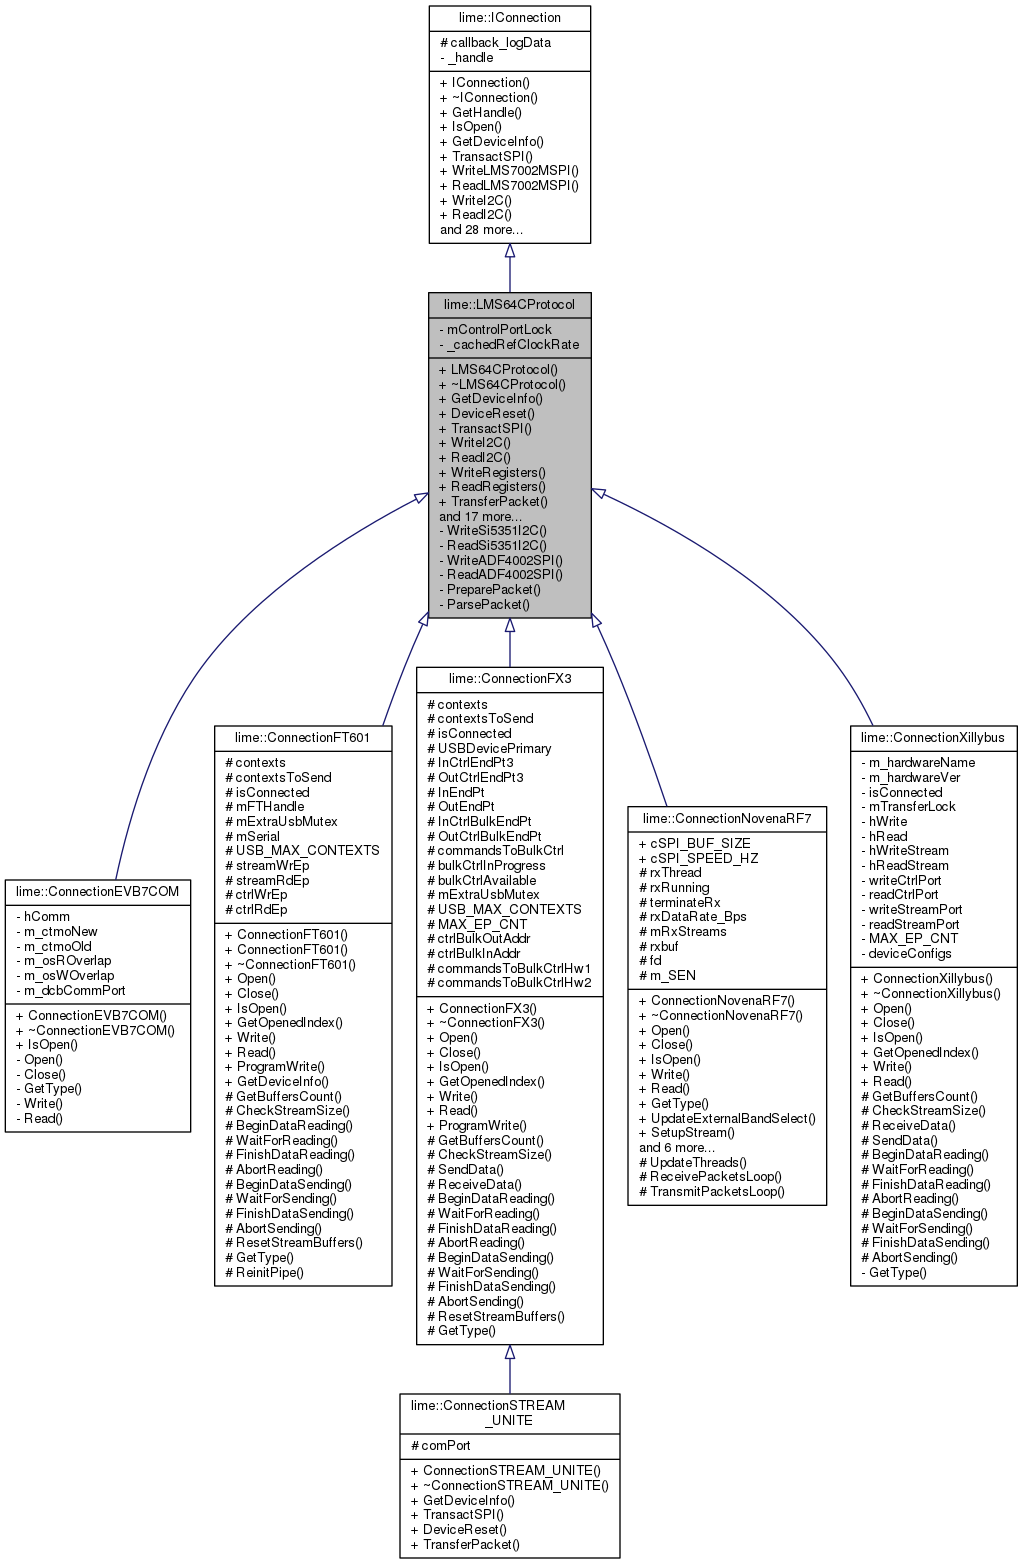 lime::IConnection
# callback_logData
- _handle
+ IConnection()
+ ~IConnection()
+ GetHandle()
+ IsOpen()
+ GetDeviceInfo()
+ TransactSPI()
+ WriteLMS7002MSPI()
+ ReadLMS7002MSPI()
+ WriteI2C()
+ ReadI2C()
and 28 more...
lime::LMS64CProtocol
- mControlPortLock
- _cachedRefClockRate
+ LMS64CProtocol()
+ ~LMS64CProtocol()
+ GetDeviceInfo()
+ DeviceReset()
+ TransactSPI()
+ WriteI2C()
+ ReadI2C()
+ WriteRegisters()
+ ReadRegisters()
+ TransferPacket()
and 17 more...
- WriteSi5351I2C()
- ReadSi5351I2C()
- WriteADF4002SPI()
- ReadADF4002SPI()
- PreparePacket()
- ParsePacket()
lime::ConnectionEVB7COM
- hComm
- m_ctmoNew
- m_ctmoOld
- m_osROverlap
- m_osWOverlap
- m_dcbCommPort
+ ConnectionEVB7COM()
+ ~ConnectionEVB7COM()
+ IsOpen()
- Open()
- Close()
- GetType()
- Write()
- Read()
lime::ConnectionFT601
# contexts
# contextsToSend
# isConnected
# mFTHandle
# mExtraUsbMutex
# mSerial
# USB_MAX_CONTEXTS
# streamWrEp
# streamRdEp
# ctrlWrEp
# ctrlRdEp
+ ConnectionFT601()
+ ConnectionFT601()
+ ~ConnectionFT601()
+ Open()
+ Close()
+ IsOpen()
+ GetOpenedIndex()
+ Write()
+ Read()
+ ProgramWrite()
+ GetDeviceInfo()
# GetBuffersCount()
# CheckStreamSize()
# BeginDataReading()
# WaitForReading()
# FinishDataReading()
# AbortReading()
# BeginDataSending()
# WaitForSending()
# FinishDataSending()
# AbortSending()
# ResetStreamBuffers()
# GetType()
# ReinitPipe()
lime::ConnectionFX3
# contexts
# contextsToSend
# isConnected
# USBDevicePrimary
# InCtrlEndPt3
# OutCtrlEndPt3
# InEndPt
# OutEndPt
# InCtrlBulkEndPt
# OutCtrlBulkEndPt
# commandsToBulkCtrl
# bulkCtrlInProgress
# bulkCtrlAvailable
# mExtraUsbMutex
# USB_MAX_CONTEXTS
# MAX_EP_CNT
# ctrlBulkOutAddr
# ctrlBulkInAddr
# commandsToBulkCtrlHw1
# commandsToBulkCtrlHw2
+ ConnectionFX3()
+ ~ConnectionFX3()
+ Open()
+ Close()
+ IsOpen()
+ GetOpenedIndex()
+ Write()
+ Read()
+ ProgramWrite()
# GetBuffersCount()
# CheckStreamSize()
# SendData()
# ReceiveData()
# BeginDataReading()
# WaitForReading()
# FinishDataReading()
# AbortReading()
# BeginDataSending()
# WaitForSending()
# FinishDataSending()
# AbortSending()
# ResetStreamBuffers()
# GetType()
lime::ConnectionNovenaRF7
+ cSPI_BUF_SIZE
+ cSPI_SPEED_HZ
# rxThread
# rxRunning
# terminateRx
# rxDataRate_Bps
# mRxStreams
# rxbuf
# fd
# m_SEN
+ ConnectionNovenaRF7()
+ ~ConnectionNovenaRF7()
+ Open()
+ Close()
+ IsOpen()
+ Write()
+ Read()
+ GetType()
+ UpdateExternalBandSelect()
+ SetupStream()
and 6 more...
# UpdateThreads()
# ReceivePacketsLoop()
# TransmitPacketsLoop()
lime::ConnectionXillybus
- m_hardwareName
- m_hardwareVer
- isConnected
- mTransferLock
- hWrite
- hRead
- hWriteStream
- hReadStream
- writeCtrlPort
- readCtrlPort
- writeStreamPort
- readStreamPort
- MAX_EP_CNT
- deviceConfigs
+ ConnectionXillybus()
+ ~ConnectionXillybus()
+ Open()
+ Close()
+ IsOpen()
+ GetOpenedIndex()
+ Write()
+ Read()
# GetBuffersCount()
# CheckStreamSize()
# ReceiveData()
# SendData()
# BeginDataReading()
# WaitForReading()
# FinishDataReading()
# AbortReading()
# BeginDataSending()
# WaitForSending()
# FinishDataSending()
# AbortSending()
- GetType()
lime::ConnectionSTREAM
_UNITE
# comPort
+ ConnectionSTREAM_UNITE()
+ ~ConnectionSTREAM_UNITE()
+ GetDeviceInfo()
+ TransactSPI()
+ DeviceReset()
+ TransferPacket()